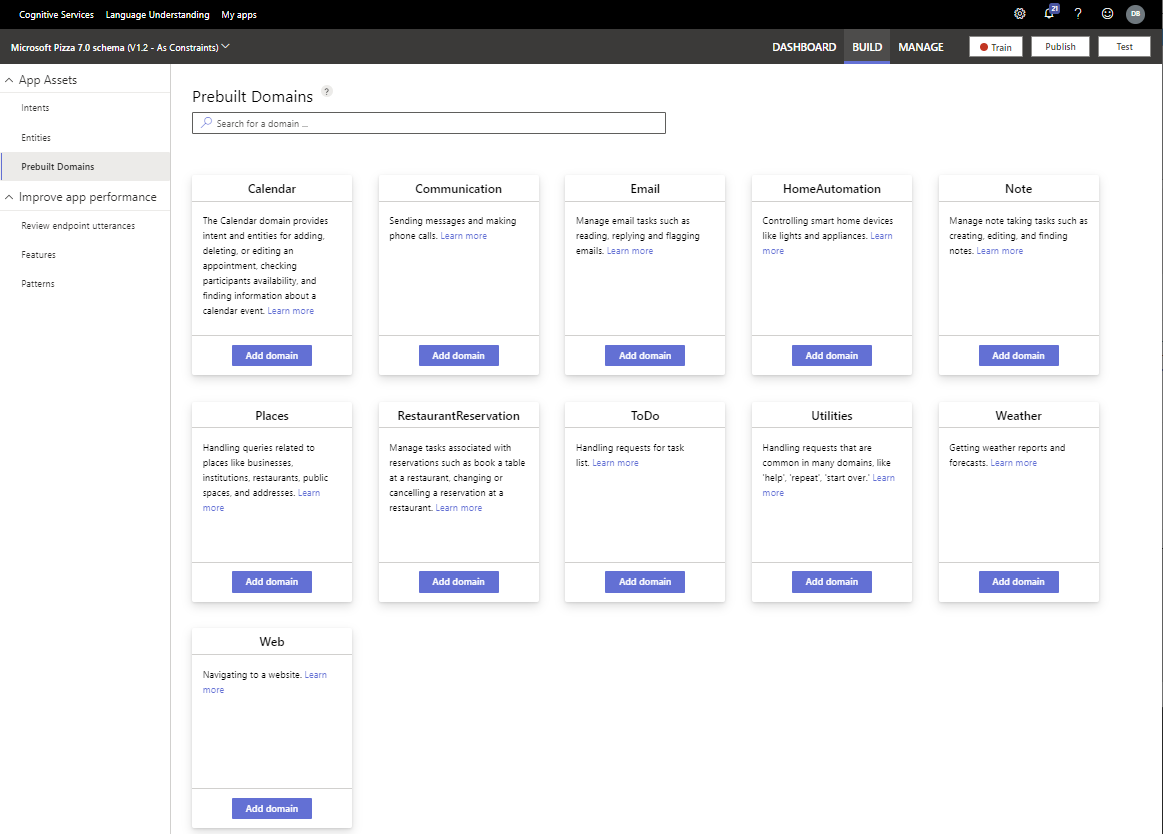 Cognitive Services Language Understanding My apps 21 ? DB
Microsoft Pizza 7.0 schema (V1.2 - As Constraints) DASHBOARD BUILD MANAGE Train Publish Test
App Assets
Intents
Entities
Prebuilt Domains
Improve app performance
Review endpoint utterances
Features
Patterns
Prebuilt Domains ?
Search for a domain ...
Calendar
The Calendar domain provides
intent and entities for adding,
deleting, or editing an
appointment, checking
participants availability, and
finding information about a
calendar event. Learn more
Add domain
Communication
Sending messages and making
phone calls. Learn more
Add domain
Email
Manage email tasks such as
reading, replying and flagging
emails. Learn more
Add domain
HomeAutomation
Controlling smart home devices
like lights and appliances. Learn
more
Add domain
Note
Manage note taking tasks such as
creating, editing, and finding
notes. Learn more
Add domain
Places
Handling queries related to
places like businesses,
institutions, restaurants, public
spaces, and addresses. Learn
more
Add domain
RestaurantReservation
Manage tasks associated with
reservations such as book a table
at a restaurant, changing or
cancelling a reservation at a
restaurant. Learn more
Add domain
ToDo
Handling requests for task
list. Learn more
Add domain
Utilities
Handling requests that are
common in many domains, like
'help', 'repeat', 'start over.' Learn
more
Add domain
Weather
Getting weather reports and
forecasts. Learn more
Add domain
Web
Navigating to a website. Learn
more
Add domain